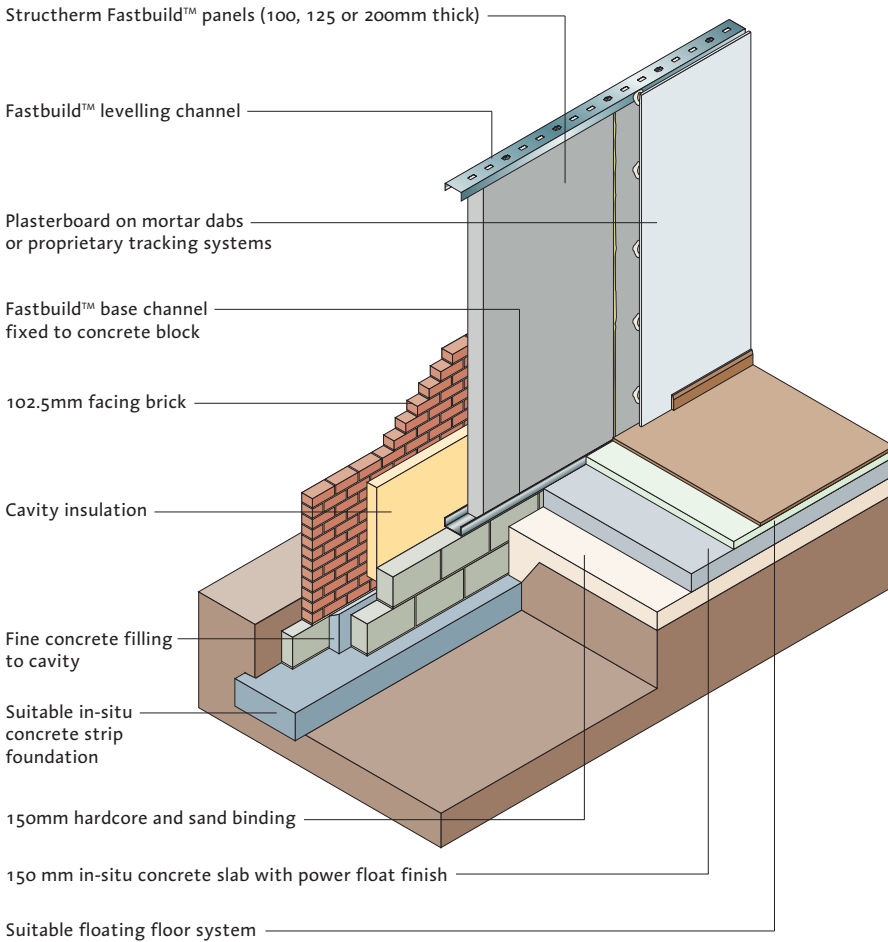 Structherm Fastbuild™ panels (100, 125 or 200mm thick)
Fastbuild™ levelling channel
Plasterboard on mortar dabs
or proprietary tracking systems
Fastbuild™ base channel
fixed to concrete block
102.5mm facing brick
Cavity insulation
Fine concrete filling
to cavity
Suitable in-situ
concrete strip
foundation
150mm hardcore and sand binding
150 mm in-situ concrete slab with power float finish
Suitable floating floor system